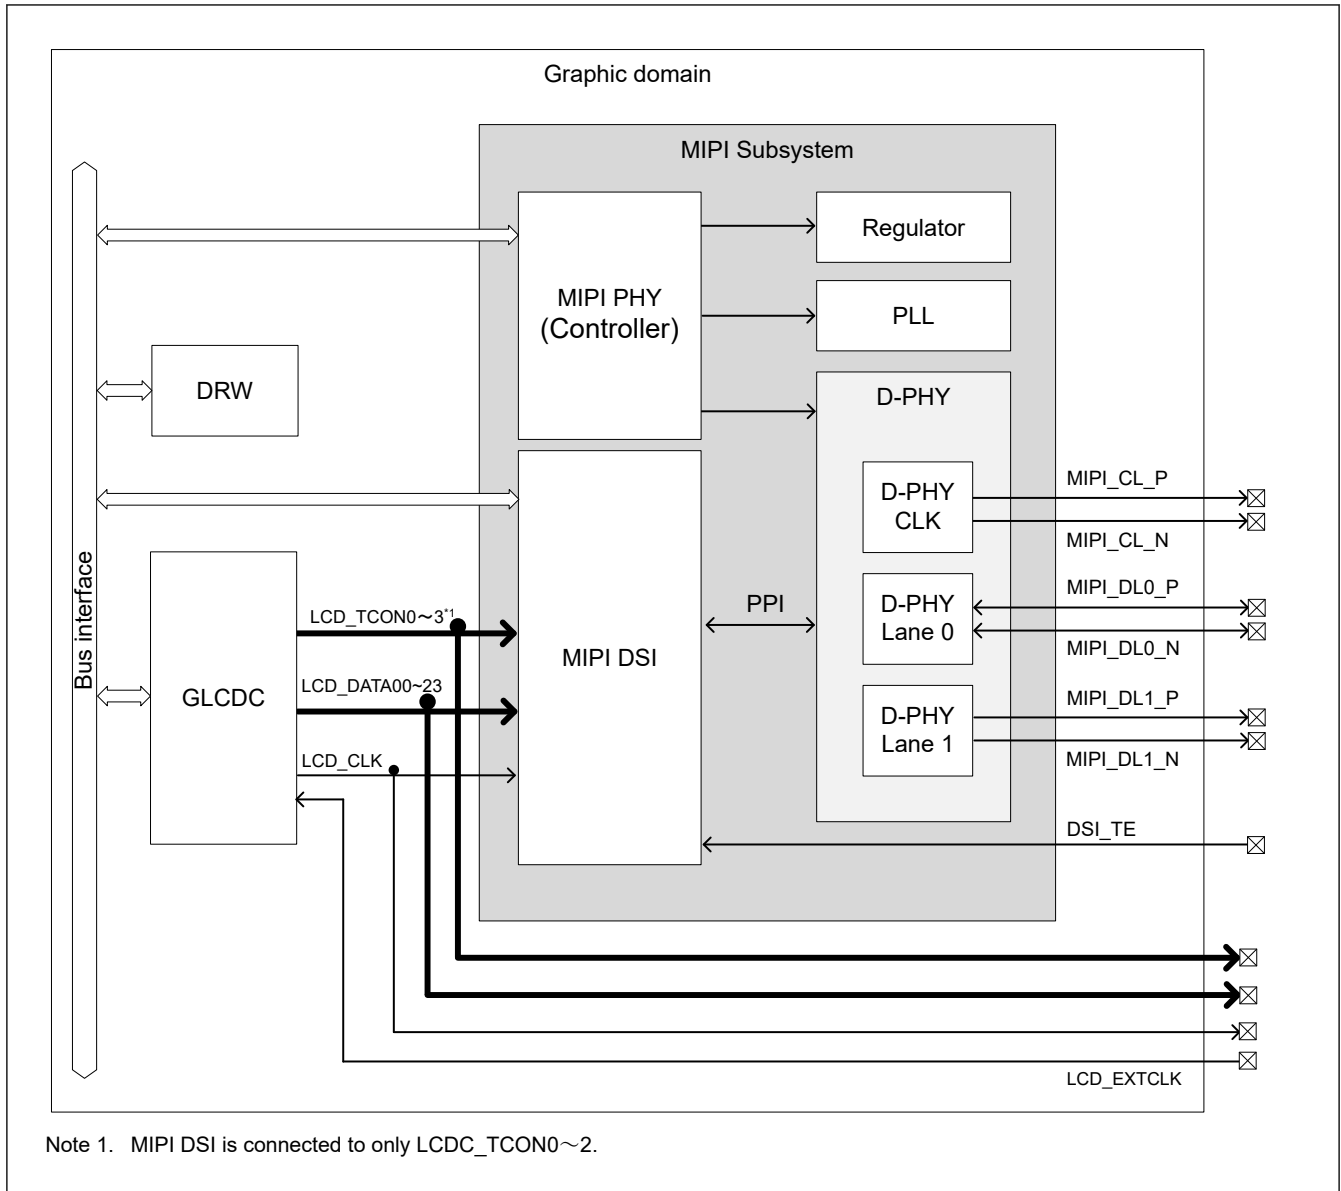 Graphic domain
MIPI Subsystem
MIPI PHY
(Controller)
Regulator
PLL
D-PHY
DRW
D-PHY
CLK
MIPI_CL_P
MIPI_CL_N
Bus interface
GLCDC
LCD_TCON0～3*1
LCD_DATA00~23
LCD_CLK
MIPI DSI
PPI
D-PHY
Lane 0
MIPI_DL0_P
MIPI_DL0_N
D-PHY
Lane 1
MIPI_DL1_P
MIPI_DL1_N
DSI_TE
LCD_EXTCLK
Note 1. MIPI DSI is connected to only LCDC_TCON0～2.